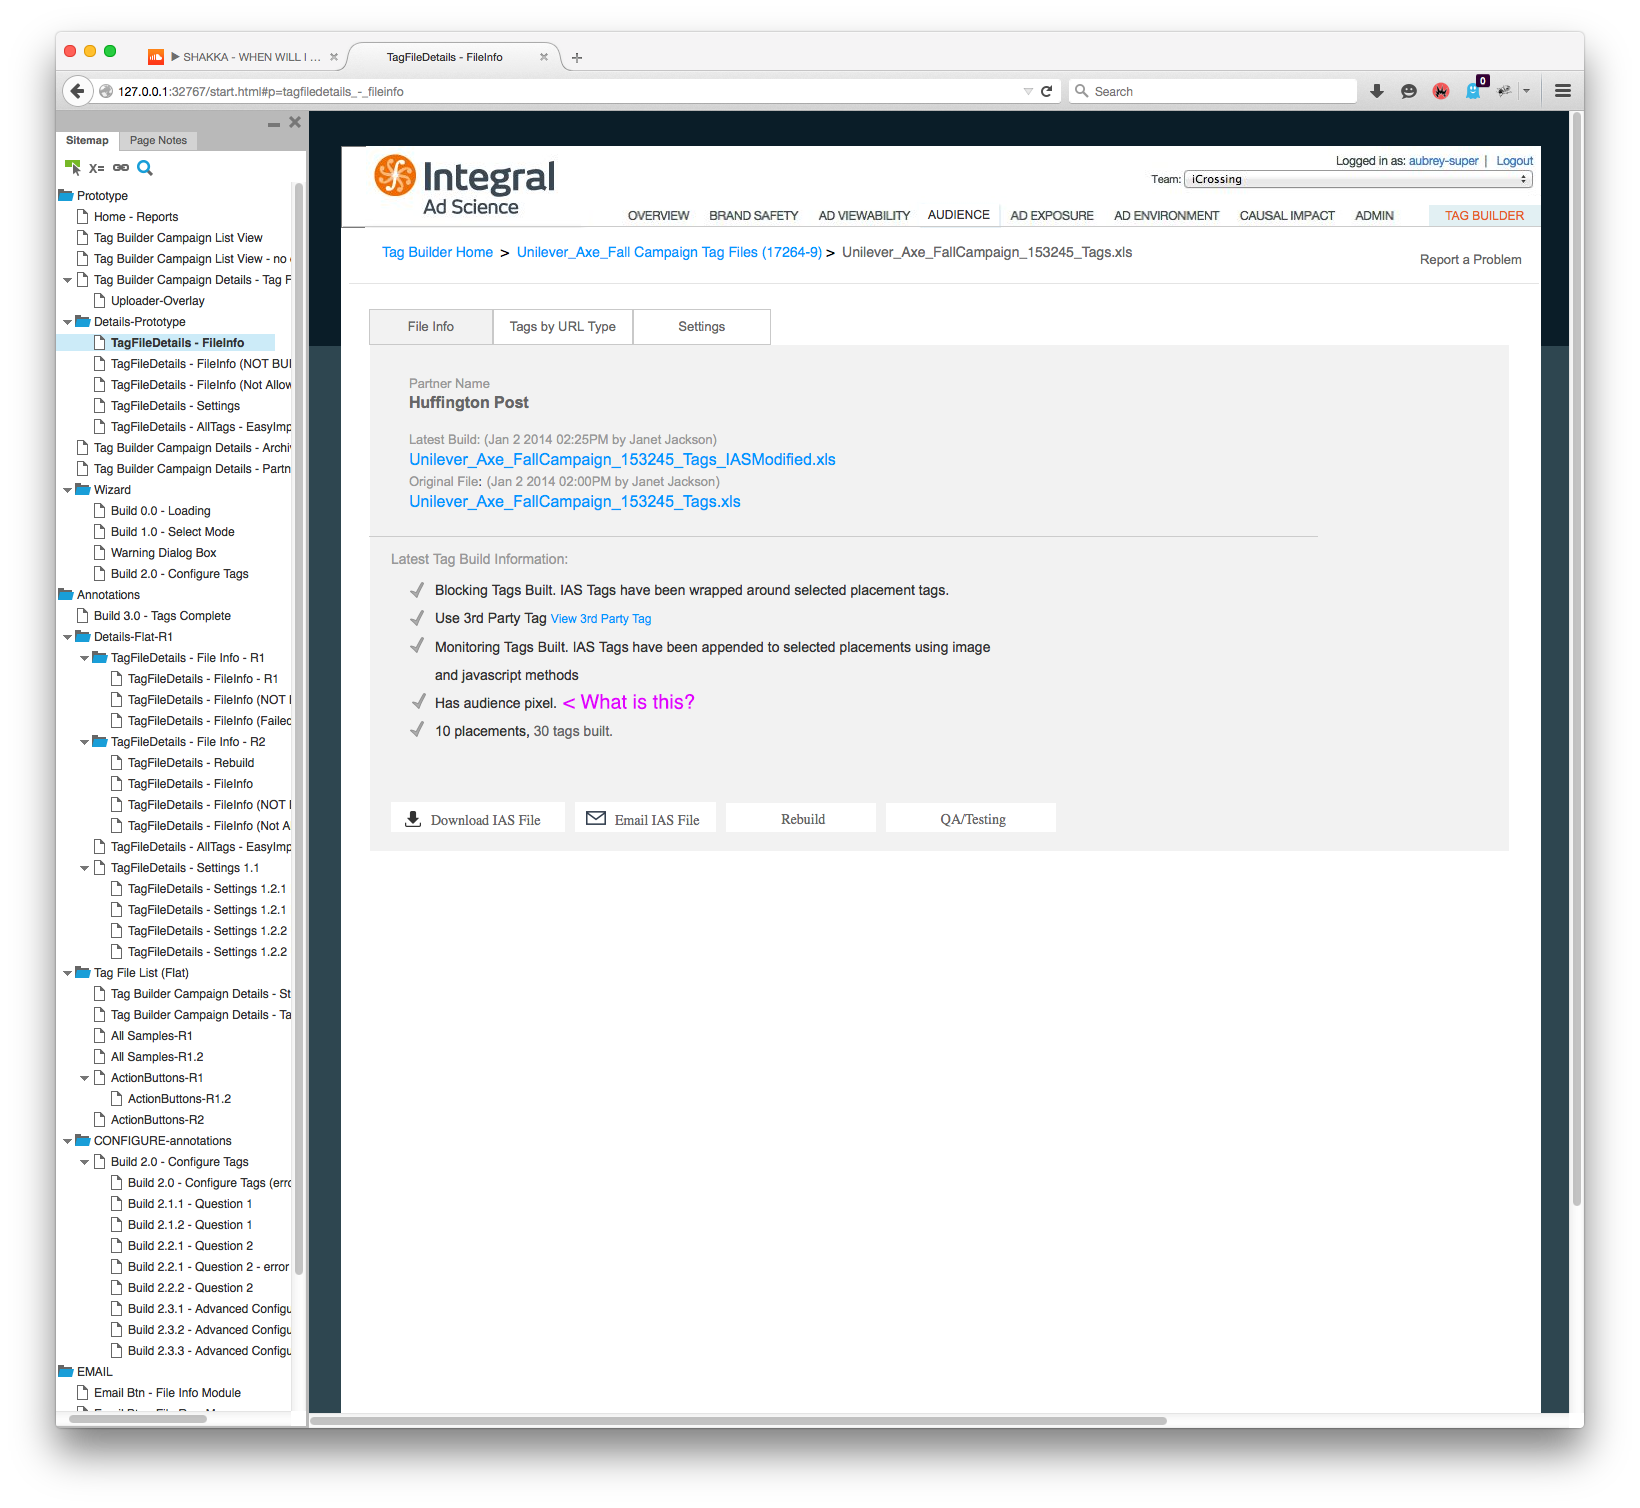 SHAKKA - WHEN WILL I ...
TagFileDetails - FileInfo
127.0.0.1:32767/start.html#p=tagfiledetails_-_fileinfo
Search
0
Sitemap
Page Notes
X=
Prototype
Home - Reports
Tag Builder Campaign List View
Tag Builder Campaign List View - no
Tag Builder Campaign Details - Tag F
Uploader-Overlay
Details-Prototype
TagFileDetails - FileInfo
TagFileDetails - FileInfo (NOT BUI
TagFileDetails - FileInfo (Not Allow
TagFileDetails - Settings
TagFileDetails - AllTags - EasyImp
Tag Builder Campaign Details - Archi
Tag Builder Campaign Details - Partn
Wizard
Build 0.0 - Loading
Build 1.0 - Select Mode
Warning Dialog Box
Build 2.0 - Configure Tags
Annotations
Build 3.0 - Tags Complete
Details-Flat-R1
TagFileDetails - File Info - R1
TagFileDetails - FileInfo - R1
TagFileDetails - FileInfo (NOT I
TagFileDetails - FileInfo (Failed
TagFileDetails - File Info - R2
TagFileDetails - Rebuild
TagFileDetails - FileInfo
TagFileDetails - FileInfo (NOT I
TagFileDetails - FileInfo (Not A
TagFileDetails - AllTags - EasyImp
TagFileDetails - Settings 1.1
TagFileDetails - Settings 1.2.1
TagFileDetails - Settings 1.2.1
TagFileDetails - Settings 1.2.2
TagFileDetails - Settings 1.2.2
Tag File List (Flat)
Tag Builder Campaign Details - St
Tag Builder Campaign Details - Ta
All Samples-R1
All Samples-R1.2
ActionButtons-R1
ActionButtons-R1.2
ActionButtons-R2
CONFIGURE-annotations
Build 2.0 - Configure Tags
Build 2.0 - Configure Tags (erro
Build 2.1.1 - Question 1
Build 2.1.2 - Question 1
Build 2.2.1 - Question 2
Build 2.2.1 - Question 2 - error
Build 2.2.2 - Question 2
Build 2.3.1 - Advanced Configu
Build 2.3.2 - Advanced Configu
Build 2.3.3 - Advanced Configu
EMAIL
Email Btn - File Info Module
Integral
Ad Science
Logged in as: aubrey-super | Logout
Team: iCrossing
OVERVIEW BRAND SAFETY AD VIEWABILITY AUDIENCE AD EXPOSURE AD ENVIRONMENT CAUSAL IMPACT ADMIN TAG BUILDER
Tag Builder Home > Unilever_Axe_Fall Campaign Tag Files (17264-9) > Unilever_Axe_FallCampaign_153245_Tags.xls
Report a Problem
File Info
Tags by URL Type
Settings
Partner Name
Huffington Post
Latest Build: (Jan 2 2014 02:25PM by Janet Jackson)
Unilever_Axe_FallCampaign_153245_Tags_IASModified.xls
Original File: (Jan 2 2014 02:00PM by Janet Jackson)
Unilever_Axe_FallCampaign_153245_Tags.xls
Latest Tag Build Information:
Blocking Tags Built. IAS Tags have been wrapped around selected placement tags.
Use 3rd Party Tag View 3rd Party Tag
Monitoring Tags Built. IAS Tags have been appended to selected placements using image
and javascript methods
Has audience pixel. < What is this?
10 placements, 30 tags built.
Download IAS File
Email IAS File
Rebuild
QA/Testing